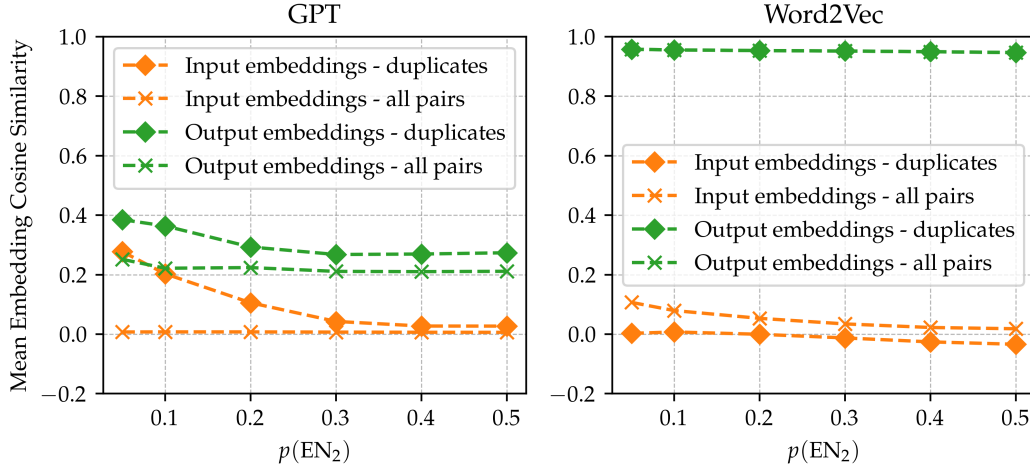 GPT
Mean Embedding Cosine Similarity
1.0
0.8
0.6
0.4
0.2
0.0
−0.2
Input embeddings - duplicates
Input embeddings - all pairs
Output embeddings - duplicates
Output embeddings - all pairs
0.1 0.2 0.3 0.4 0.5
p(EN₂)
Word2Vec
1.0
0.8
0.6
0.4
0.2
0.0
−0.2
Input embeddings - duplicates
Input embeddings - all pairs
Output embeddings - duplicates
Output embeddings - all pairs
0.1 0.2 0.3 0.4 0.5
p(EN₂)